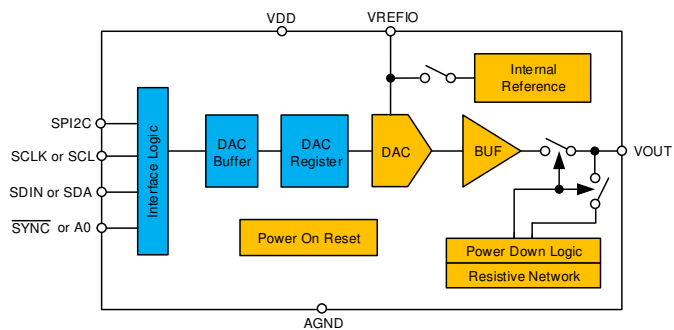 VDD
VREFIO
Internal
Reference
SPI2C
SCLK or SCL
SDIN or SDA
SYNC or A0
Interface Logic
DAC
Buffer
DAC
Register
DAC
BUF
VOUT
Power On Reset
Power Down Logic
Resistive Network
AGND